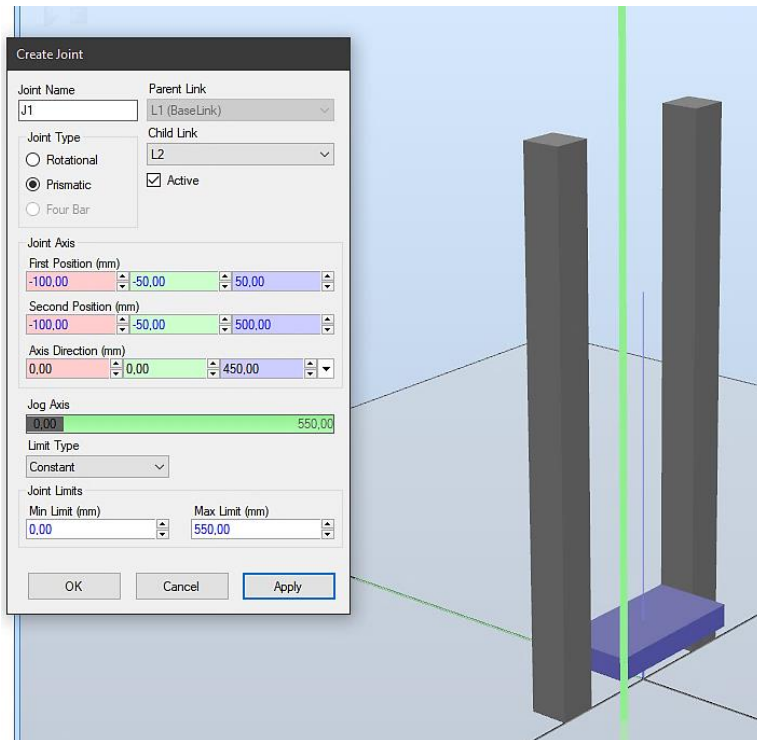 Create Joint
Joint Name
Parent Link
J1
L1 (BaseLink)
Joint Type
Child Link
Rotational
L2
Prismatic
Active
Four Bar
Joint Axis
First Position (mm)
-100,00 -50,00 50,00
Second Position (mm)
-100,00 -50,00 500,00
Axis Direction (mm)
0,00 0,00 450,00
Jog Axis
0,00 550,00
Limit Type
Constant
Joint Limits
Min Limit (mm) Max Limit (mm)
0,00 550,00
OK Cancel Apply